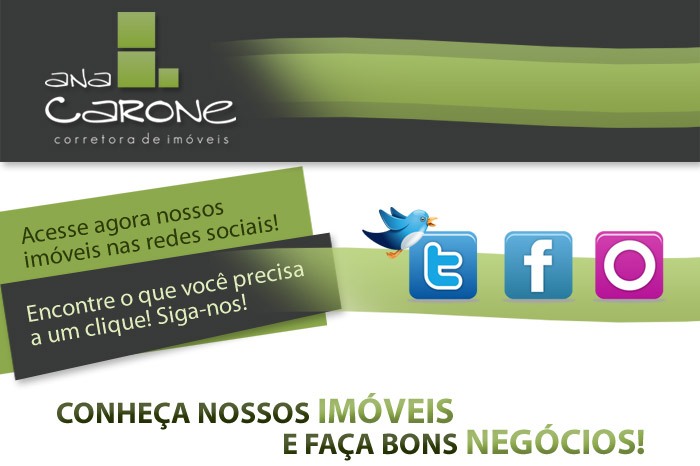 ana
carone
corretora de imóveis
Acesse agora nossos
imóveis nas redes sociais!
Encontre o que você precisa
a um clique! Siga-nos!
t f
CONHEÇA NOSSOS IMÓVEIS
E FAÇA BONS NEGÓCIOS!